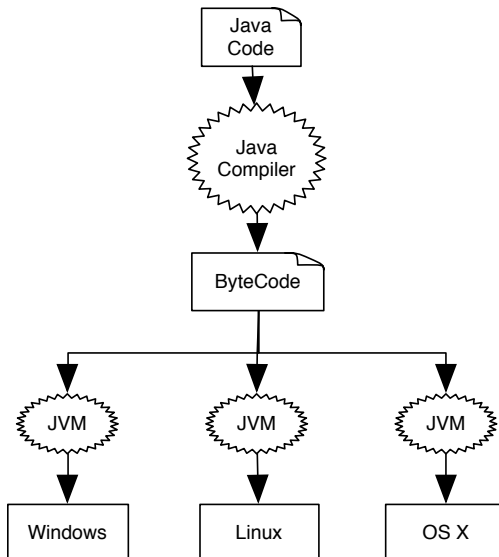 Java
Code
Java
Compiler
ByteCode
JVM
JVM
JVM
Windows
Linux
OS X